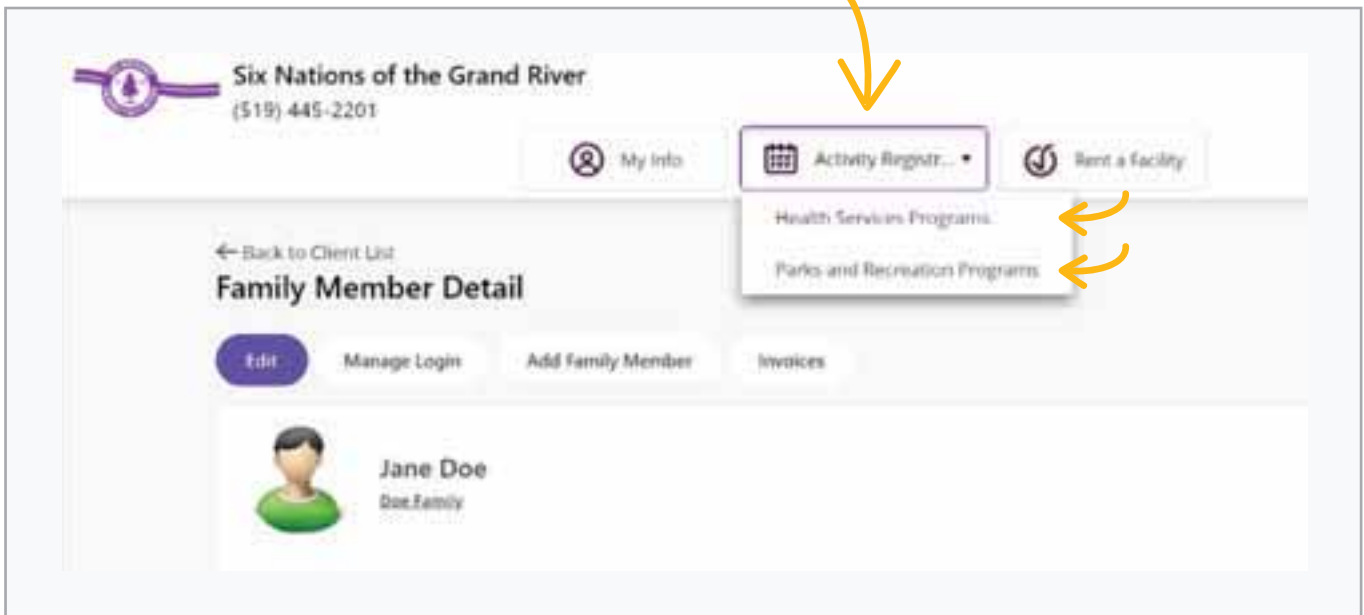 Six Nations of the Grand River
(519) 445-2201
My Info
Activity Registr...
Rent a Facility
Health Services Programs
Parks and Recreation Programs
Back to Client List
Family Member Detail
Edit
Manage Login
Add Family Member
Invoices
Jane Doe
Doe Family